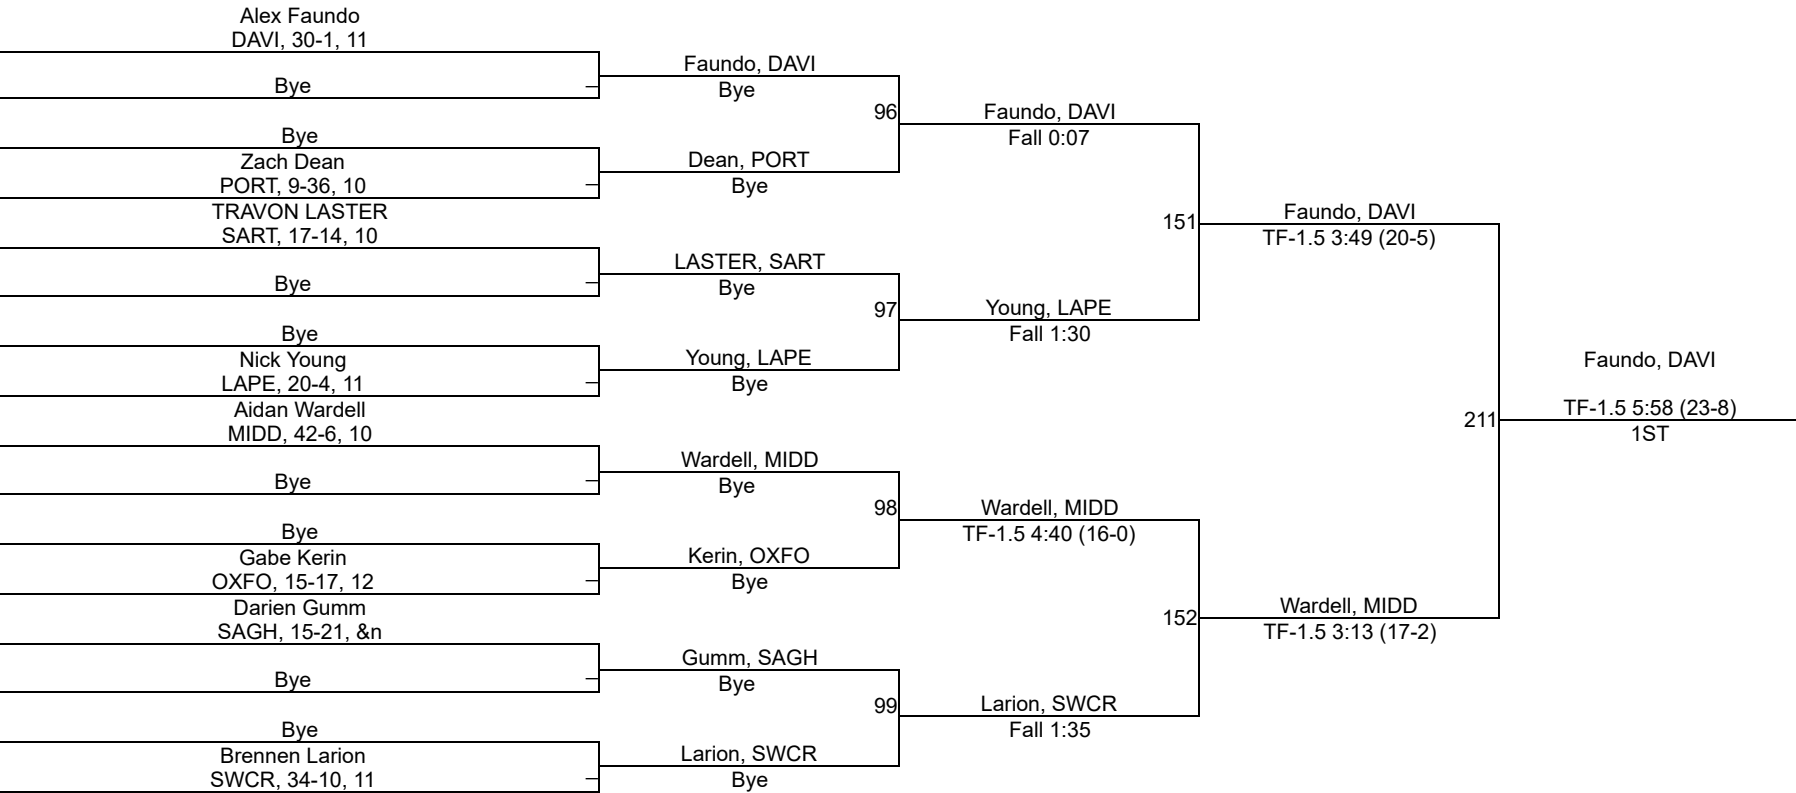 Alex Faundo
DAVI, 30-1, 11
Bye
Bye
Zach Dean
PORT, 9-36, 10
TRAVON LASTER
SART, 17-14, 10
Bye
Bye
Nick Young
LAPE, 20-4, 11
Aidan Wardell
MIDD, 42-6, 10
Bye
Bye
Gabe Kerin
OXFO, 15-17, 12
Darien Gumm
SAGH, 15-21, &n
Bye
Bye
Brennen Larion
SWCR, 34-10, 11
Faundo, DAVI
Bye
96
Dean, PORT
Bye
LASTER, SART
Bye
97
Young, LAPE
Bye
Wardell, MIDD
Bye
98
Kerin, OXFO
Bye
Gumm, SAGH
Bye
99
Larion, SWCR
Bye
Faundo, DAVI
Fall 0:07
151
Young, LAPE
Fall 1:30
Wardell, MIDD
TF-1.5 4:40 (16-0)
152
Larion, SWCR
Fall 1:35
Faundo, DAVI
TF-1.5 3:49 (20-5)
211
Wardell, MIDD
TF-1.5 3:13 (17-2)
Faundo, DAVI
TF-1.5 5:58 (23-8)
1ST